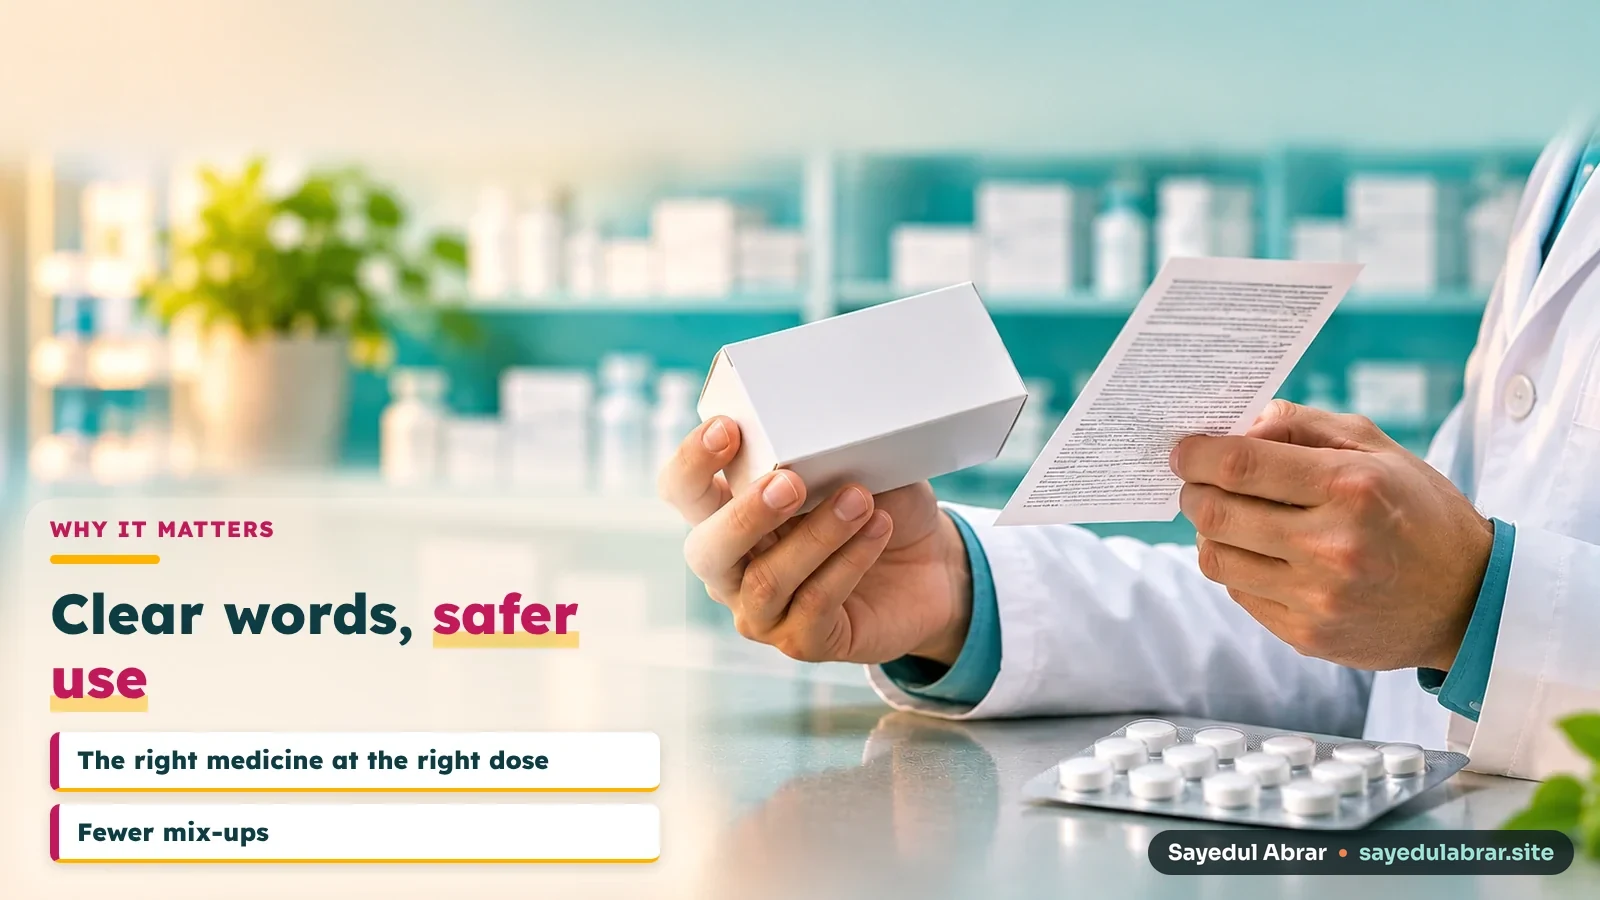 WHY IT MATTERS
Clear words, safer
use
The right medicine at the right dose
Fewer mix-ups
Sayedul Abrar • sayedulabrar.site